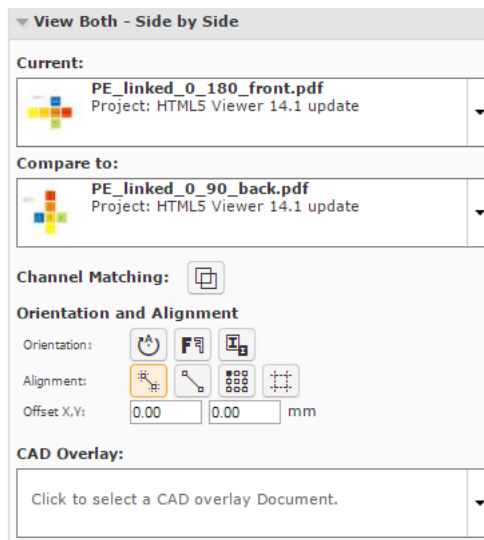 View Both - Side by Side
Current:
PE_linked_0_180_front.pdf
Project: HTML5 Viewer 14.1 update
Compare to:
PE_linked_0_90_back.pdf
Project: HTML5 Viewer 14.1 update
Channel Matching:
Orientation and Alignment
Orientation:
Alignment:
Offset X,Y: 0.00 0.00 mm
CAD Overlay:
Click to select a CAD overlay Document.